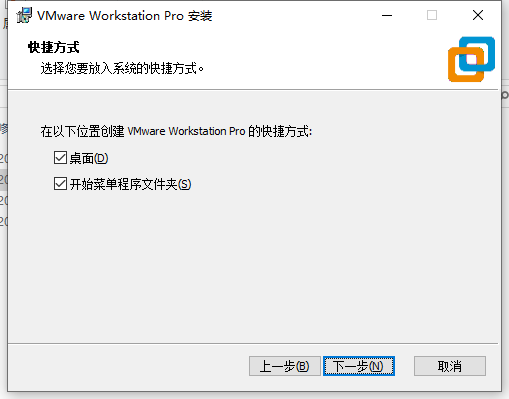 VMware Workstation Pro 安装
快捷方式
选择您要放入系统的快捷方式。
在以下位置创建 VMware Workstation Pro 的快捷方式:
桌面(D)
开始菜单程序文件夹(S)
上一步(B)
下一步(N)
取消